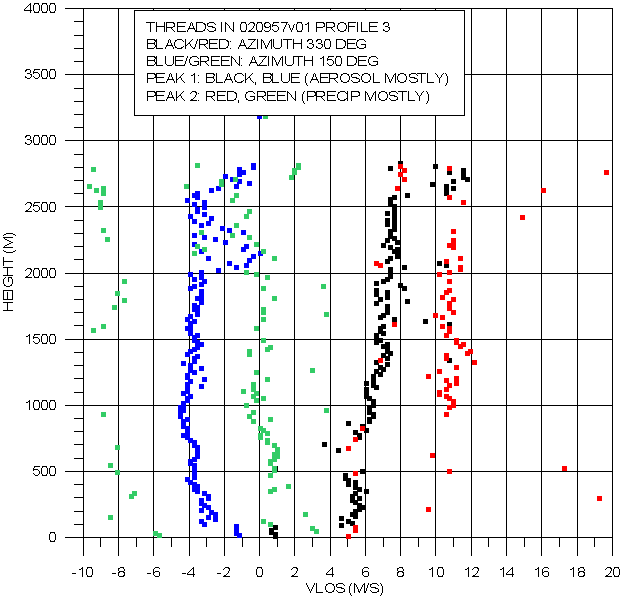 4000
THREADS IN 020957v01 PROFILE 3
BLACK/RED: AZIMUTH 330 DEG
BLUE/GREEN: AZIMUTH 150 DEG
PEAK 1: BLACK, BLUE (AEROSOL MOSTLY)
PEAK 2: RED, GREEN (PRECIP MOSTLY)
3500
3000
2500
2000
1500
1000
500
0
HEIGHT (M)
-10 -8 -6 -4 -2 0 2 4 6 8 10 12 14 16 18 20
VLOS (M/S)